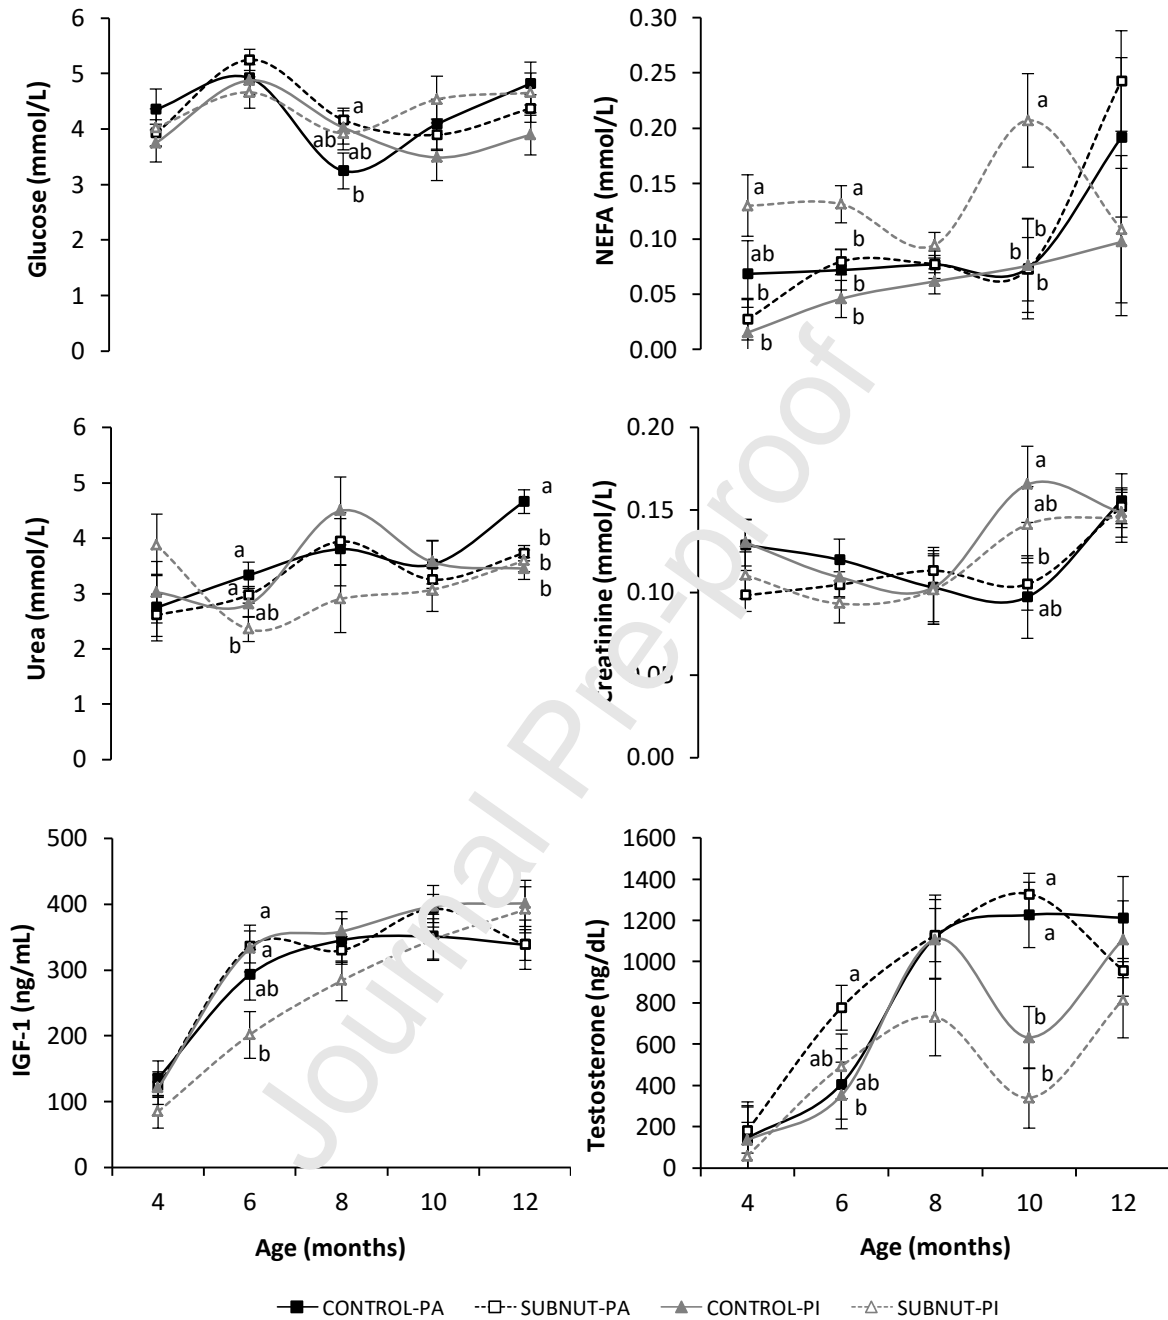 Glucose (mmol/L)
6
5
4
3
2
1
0
a
ab
ab
b
NEFA (mmol/L)
0.30
0.25
0.20
0.15
0.10
0.05
0.00
a
a
a
ab
b
b
b
b
b
b
b
b
Urea (mmol/L)
6
5
4
3
2
1
0
a
a
ab
b
a
b
b
b
Creatinine (mmol/L)
0.20
0.15
0.10
0.05
0.00
a
ab
b
ab
IGF-1 (ng/mL)
500
400
300
200
100
0
a
a
ab
b
4 6 8 10 12
Age (months)
Testosterone (ng/dL)
1600
1400
1200
1000
800
600
400
200
0
a
ab
ab
b
a
a
b
b
4 6 8 10 12
Age (months)
CONTROL-PA SUBNUT-PA CONTROL-PI SUBNUT-PI
Journal Pre-proof